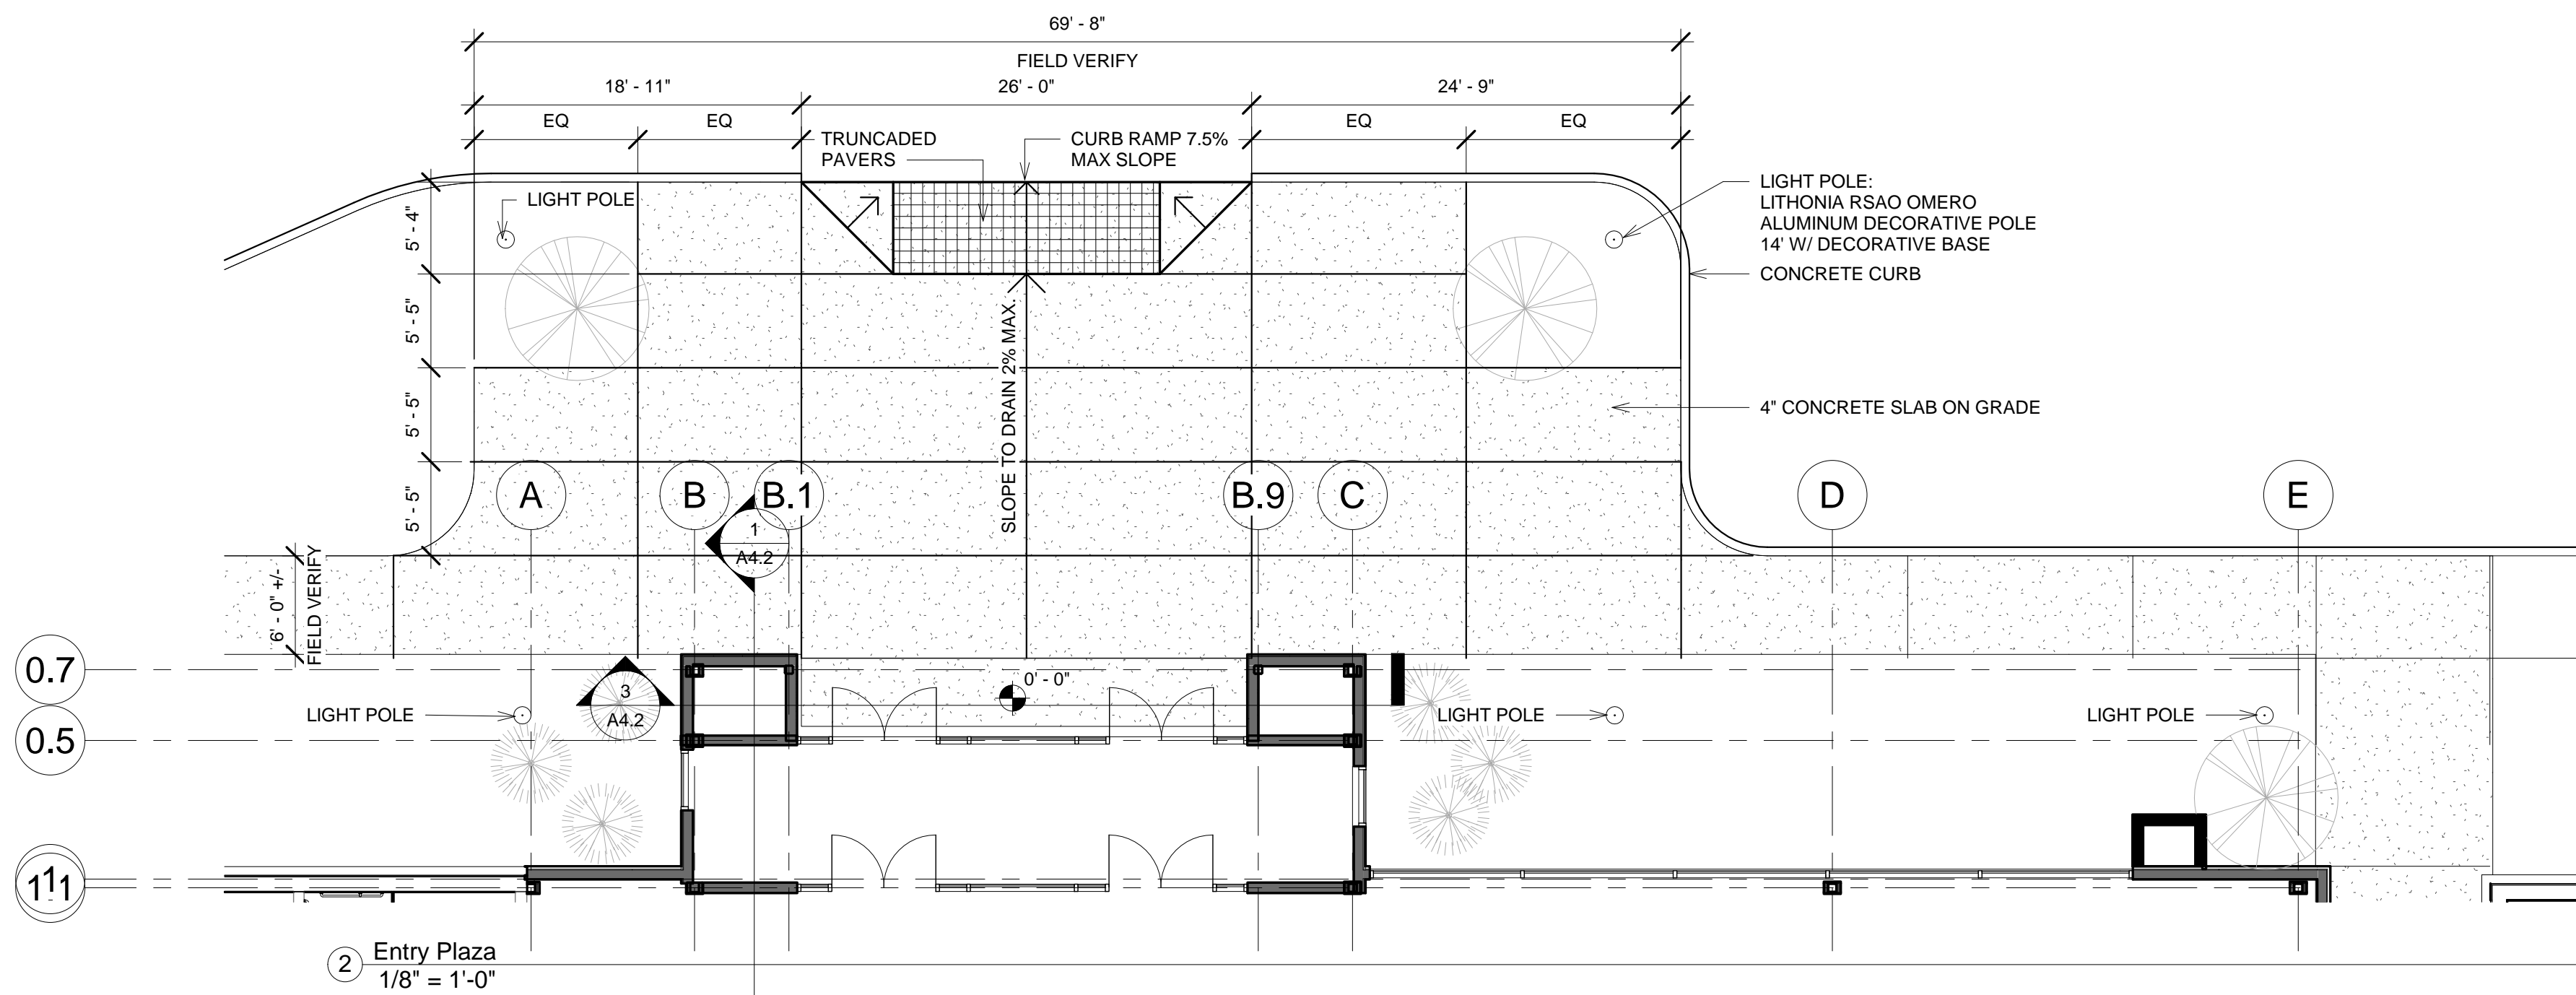 69' - 8"
FIELD VERIFY
18' - 11"
26' - 0"
24' - 9"
EQ
EQ
EQ
EQ
TRUNCADED
PAVERS
CURB RAMP 7.5%
MAX SLOPE
LIGHT POLE
LIGHT POLE:
LITHONIA RSAO OMERO
ALUMINUM DECORATIVE POLE
14' W/ DECORATIVE BASE
CONCRETE CURB
5' - 4"
5' - 5"
5' - 5"
5' - 5"
SLOPE TO DRAIN 2% MAX.
4" CONCRETE SLAB ON GRADE
A
B
B.1
B.9
C
D
E
1
A4.2
6' - 0" +/-
FIELD VERIFY
0.7
0' - 0"
3
A4.2
LIGHT POLE
LIGHT POLE
LIGHT POLE
0.5
1
1.1
2
Entry Plaza
1/8" = 1'-0"